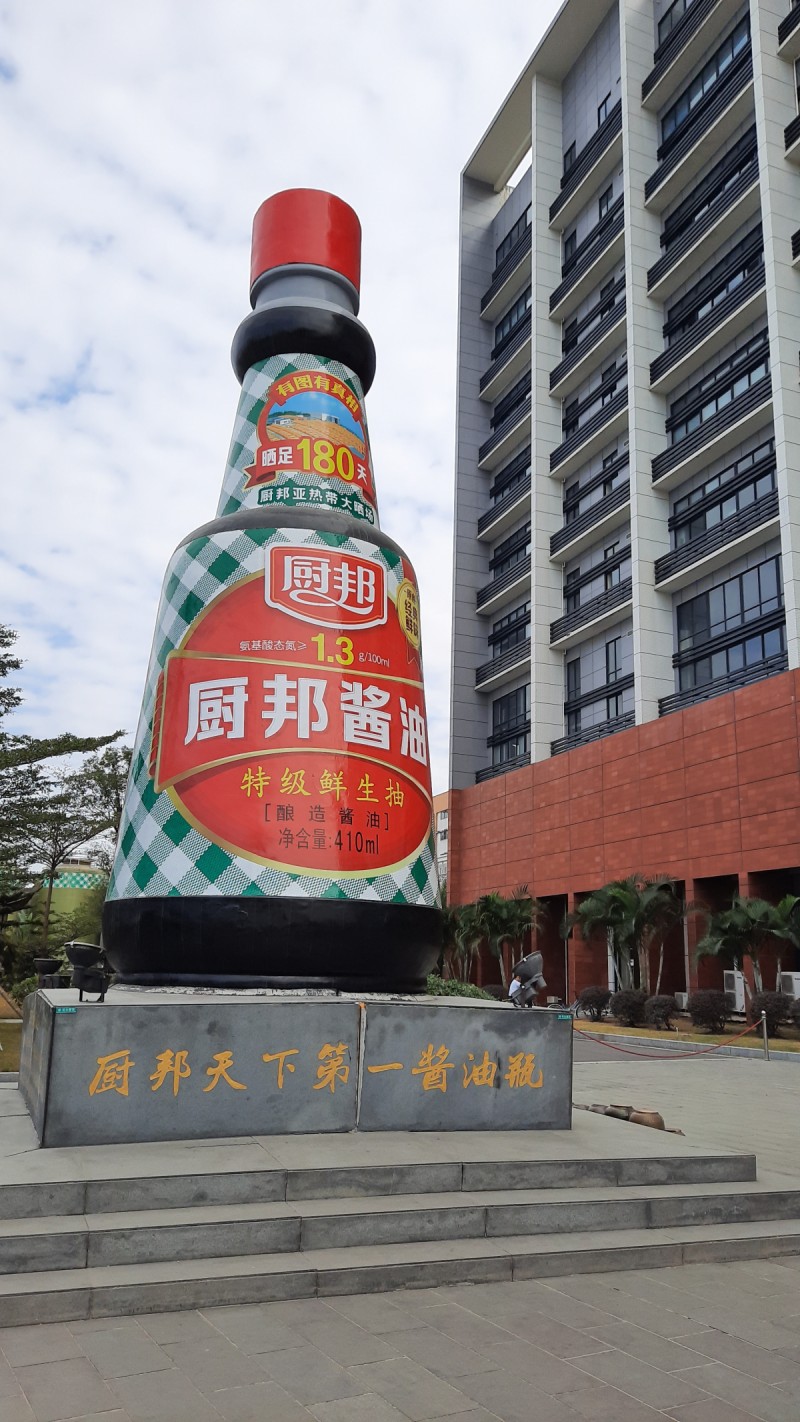 有图有真相
晒足180天
厨邦亚热带大晒场
厨邦
氨基酸态氮≥1.3g/100ml
厨邦酱油
特级鲜生抽
[酿造酱油]
净含量:410ml
厨邦天下第一酱油瓶